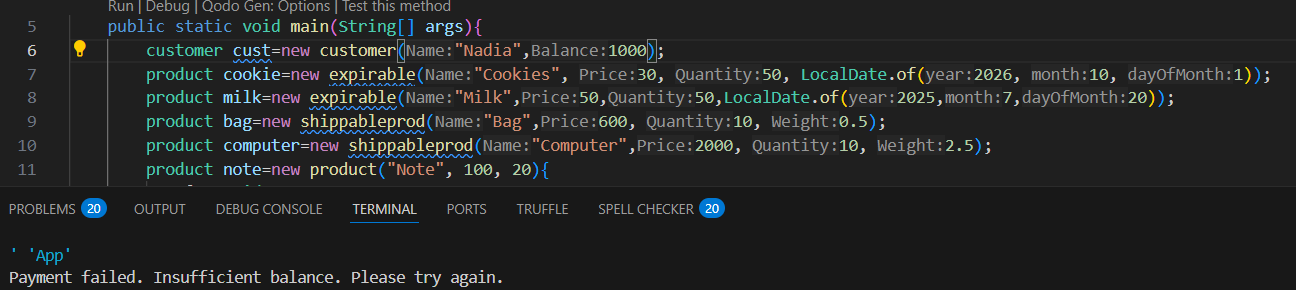 Run | Debug | Qodo Gen: Options | Test this method
5 public static void main(String[] args){
6 customer cust=new customer(Name:"Nadia",Balance:1000);
7 product cookie=new expirable(Name:"Cookies", Price:30, Quantity:50, LocalDate.of(year:2026, month:10, dayOfMonth:1));
8 product milk=new expirable(Name:"Milk",Price:50,Quantity:50,LocalDate.of(year:2025,month:7,dayOfMonth:20));
9 product bag=new shippableprod(Name:"Bag",Price:600, Quantity:10, Weight:0.5);
10 product computer=new shippableprod(Name:"Computer",Price:2000, Quantity:10, Weight:2.5);
11 product note=new product("Note", 100, 20){
PROBLEMS 20 OUTPUT DEBUG CONSOLE TERMINAL PORTS TRUFFLE SPELL CHECKER 20
' 'App'
Payment failed. Insufficient balance. Please try again.